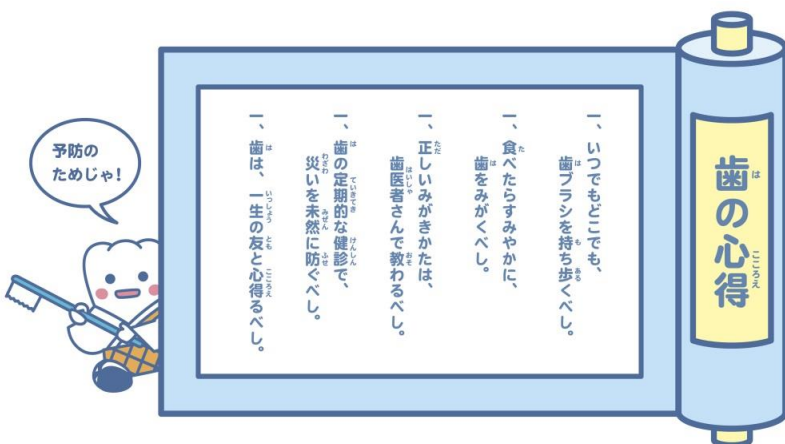 歯の心得
一、いつでもどこでも、
歯ブラシを持ち歩くべし。
一、食べたらすみやかに、
歯をみがくべし。
一、正しいみがきかたは、
歯医者さんで教わるべし。
一、歯の定期的な健診で、
災いを未然に防ぐべし。
一、歯は、一生の友と心得るべし。
予防の
ためじゃ!